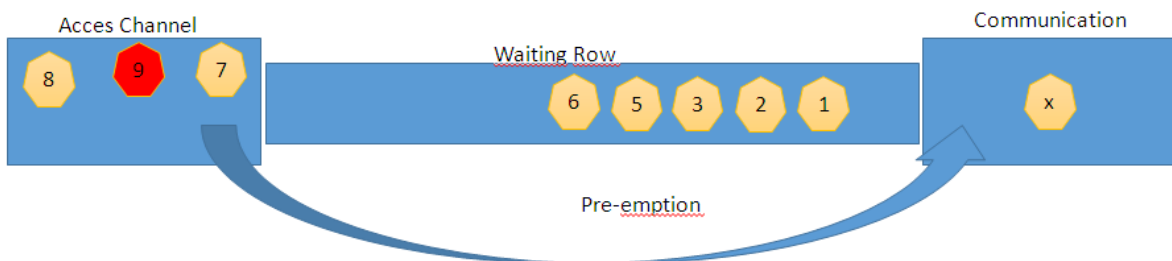 Acces Channel
Communication
Waiting Row
8 9 7
6 5 3 2 1
x
Pre-emption